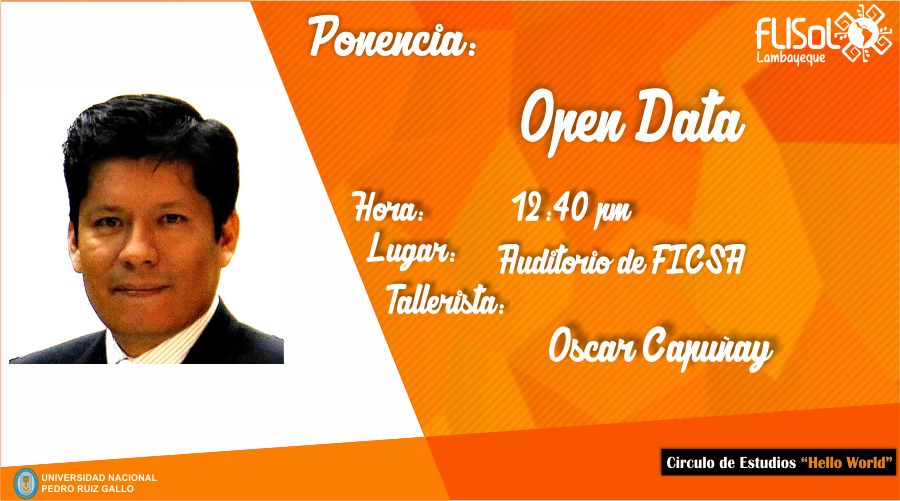 Ponencia:
FLISoL
Lambayeque
Open Data
Hora: 12:40 pm
Lugar: Auditorio de FICSA
Tallerista:
Oscar Capuñay
Circulo de Estudios “Hello World”
UNIVERSIDAD NACIONAL
PEDRO RUIZ GALLO